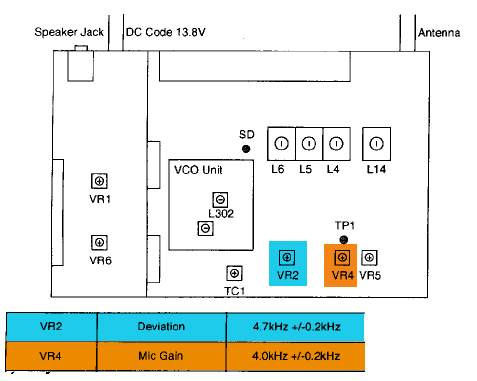 Speaker Jack DC Code 13.8V Antenna
SD
L6 L5 L4 L14
VCO Unit
VR1
L302
TP1
VR6
VR2 VR4 VR5
TC1
VR2 Deviation 4.7kHz +/-0.2kHz
VR4 Mic Gain 4.0kHz +/-0.2kHz